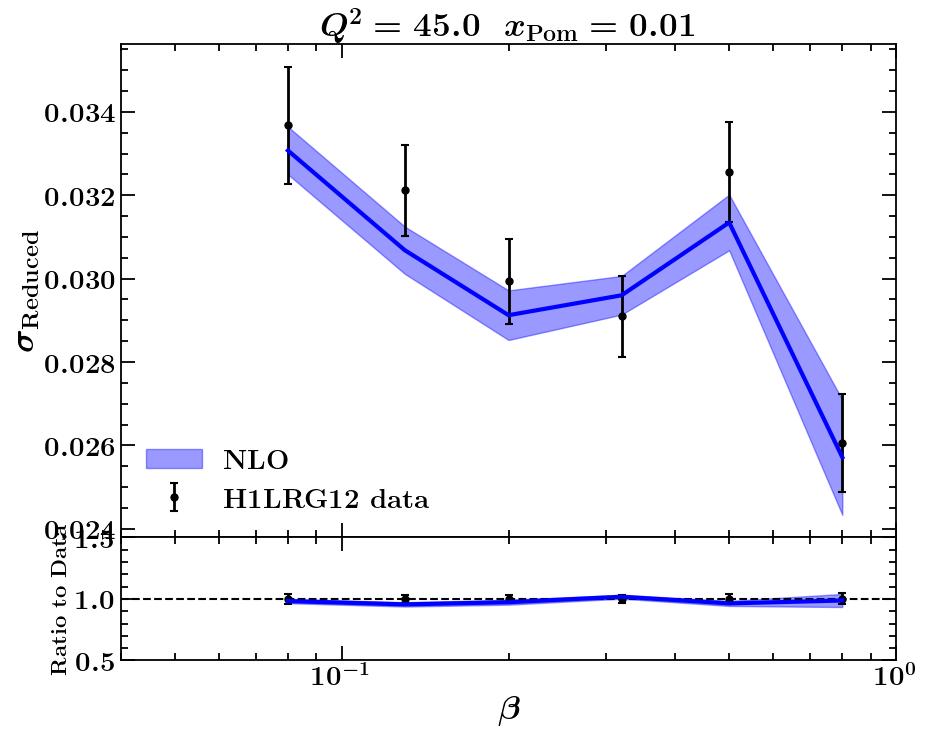 Q² = 45.0 x_Pom = 0.01
0.034
0.032
0.030
0.028
0.026
0.024
σ_Reduced
NLO
H1LRG12 data
1.5
1.0
0.5
Ratio to Data
10⁻¹
10⁰
β